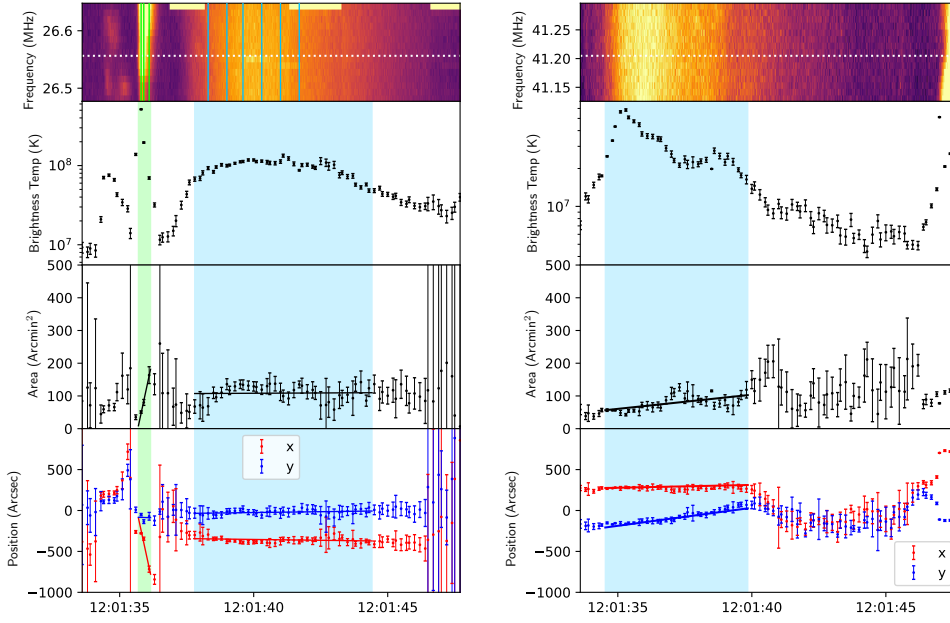 26.6
26.5
Frequency (MHz)
10⁸
10⁷
Brightness Temp (K)
500
400
300
200
100
0
Area (Arcmin²)
500
0
−500
−1000
Position (Arcsec)
x
y
12:01:35
12:01:40
12:01:45
41.25
41.20
41.15
Frequency (MHz)
10⁷
Brightness Temp (K)
500
400
300
200
100
0
Area (Arcmin²)
500
0
−500
−1000
Position (Arcsec)
x
y
12:01:35
12:01:40
12:01:45